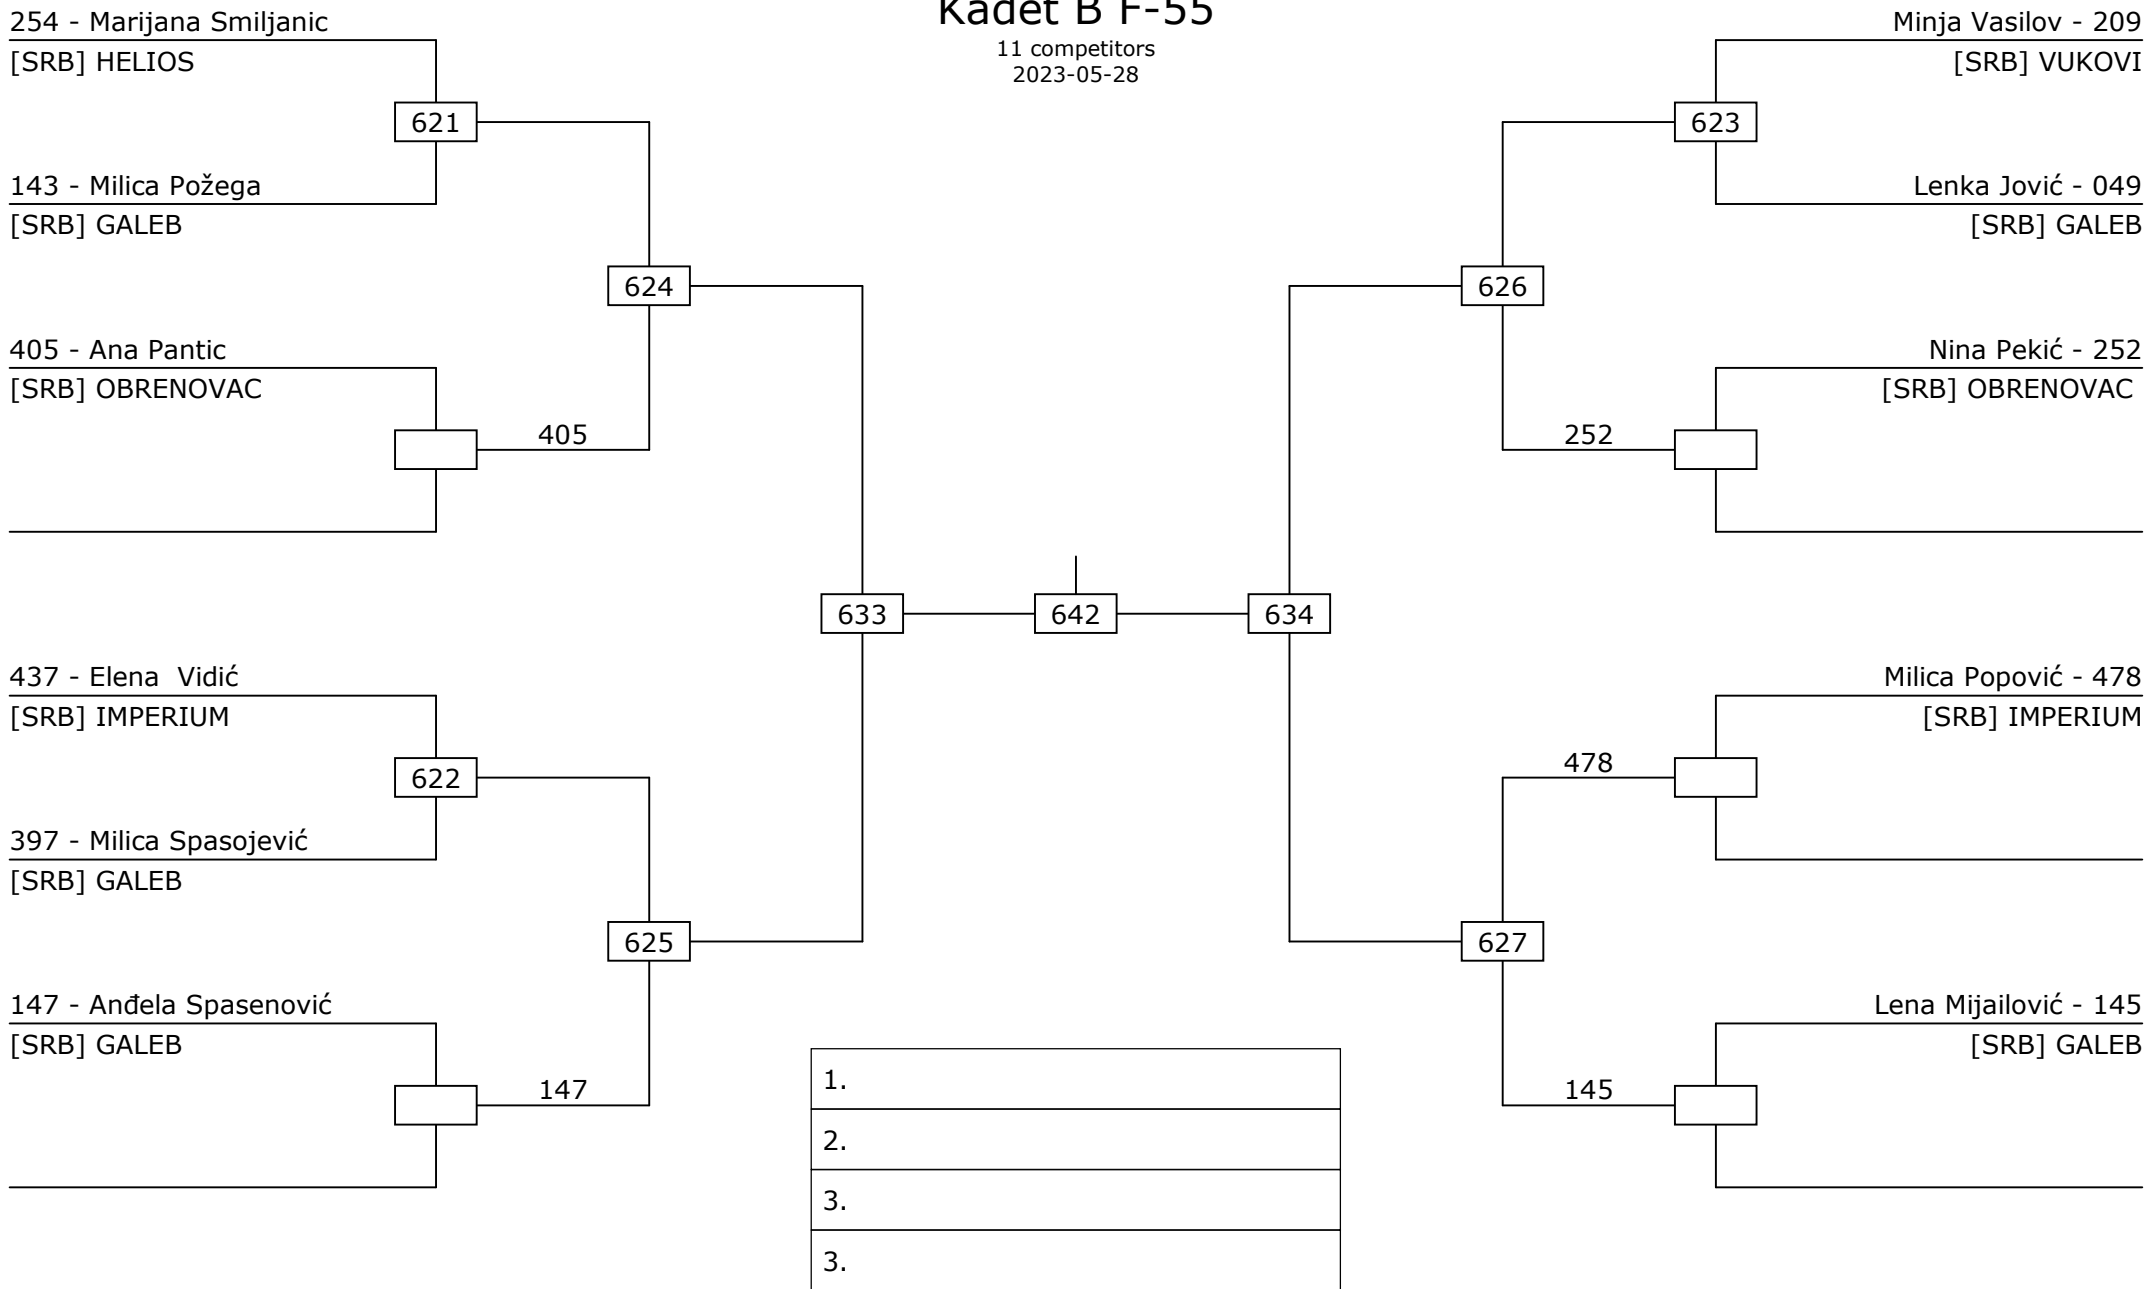 Kadet B F-55
11 competitors
2023-05-28
254 - Marijana Smiljanic
[SRB] HELIOS
621
143 - Milica Požega
[SRB] GALEB
624
405 - Ana Pantic
[SRB] OBRENOVAC
405
633
437 - Elena  Vidić
[SRB] IMPERIUM
622
397 - Milica Spasojević
[SRB] GALEB
625
147 - Anđela Spasenović
[SRB] GALEB
147
642
Minja Vasilov - 209
[SRB] VUKOVI
623
Lenka Jović - 049
[SRB] GALEB
626
Nina Pekić - 252
[SRB] OBRENOVAC
252
634
Milica Popović - 478
[SRB] IMPERIUM
478
627
Lena Mijailović - 145
[SRB] GALEB
145
1.
2.
3.
3.